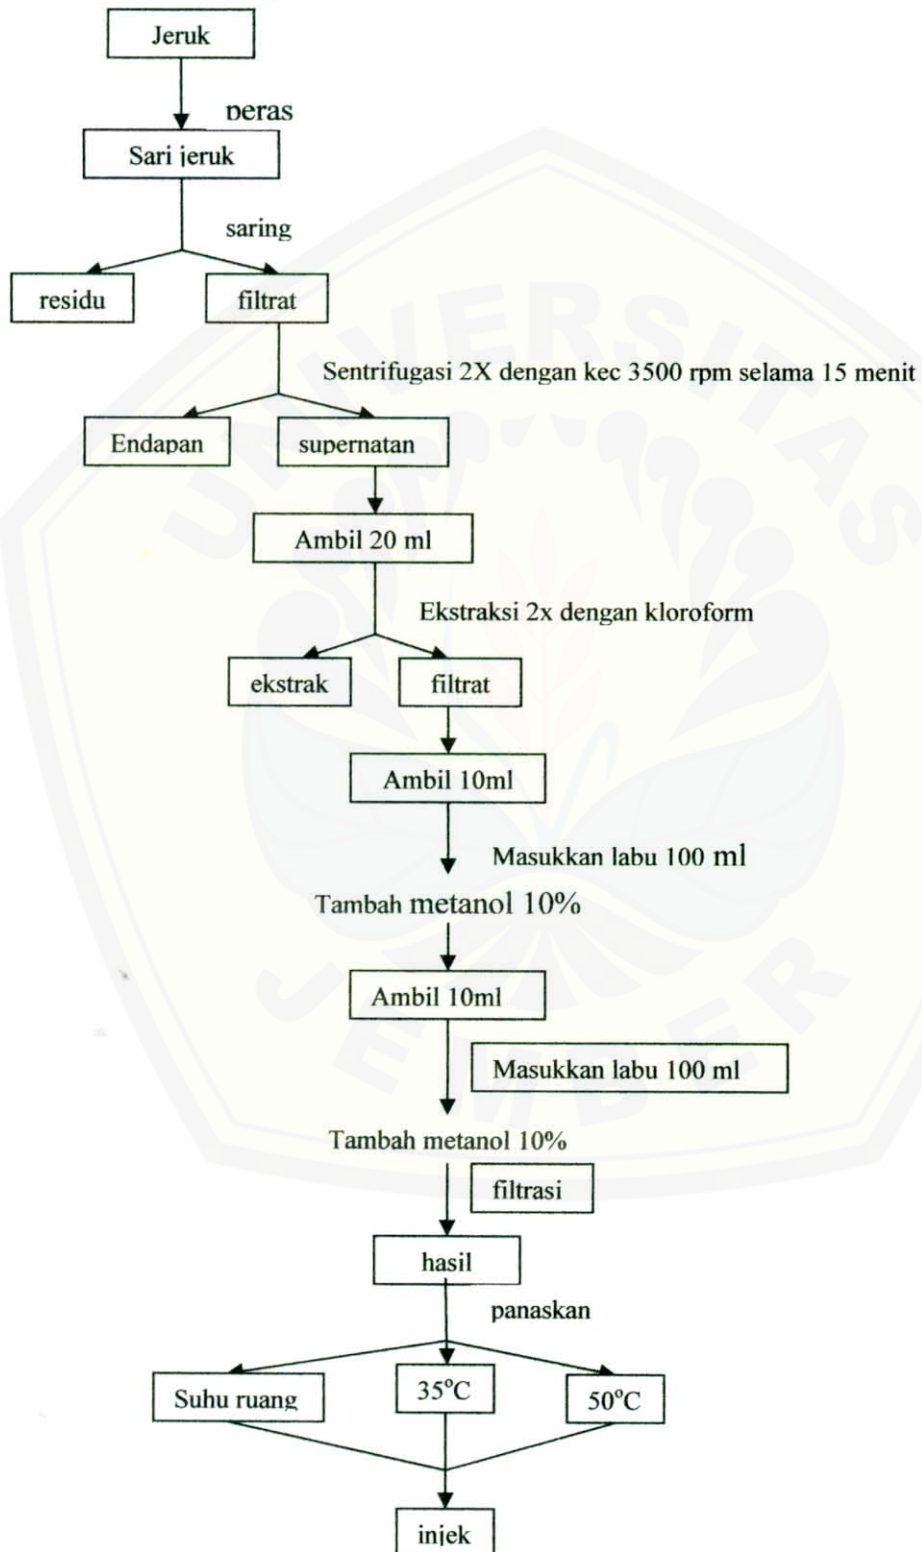 Jeruk
peras
Sari jeruk
saring
residu
filtrat
Sentrifugasi 2X dengan kec 3500 rpm selama 15 menit
Endapan
supernatan
Ambil 20 ml
Ekstraksi 2x dengan kloroform
ekstrak
filtrat
Ambil 10ml
Masukkan labu 100 ml
Tambah metanol 10%
Ambil 10ml
Masukkan labu 100 ml
Tambah metanol 10%
filtrasi
hasil
panaskan
Suhu ruang
35°C
50°C
injek
UNIVERSITAS
JEMBER